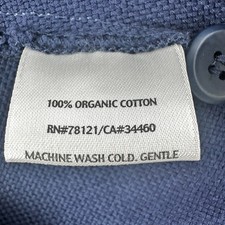 100% ORGANIC COTTON
RN#78121/CA#34460
MACHINE WASH COLD. GENTLE